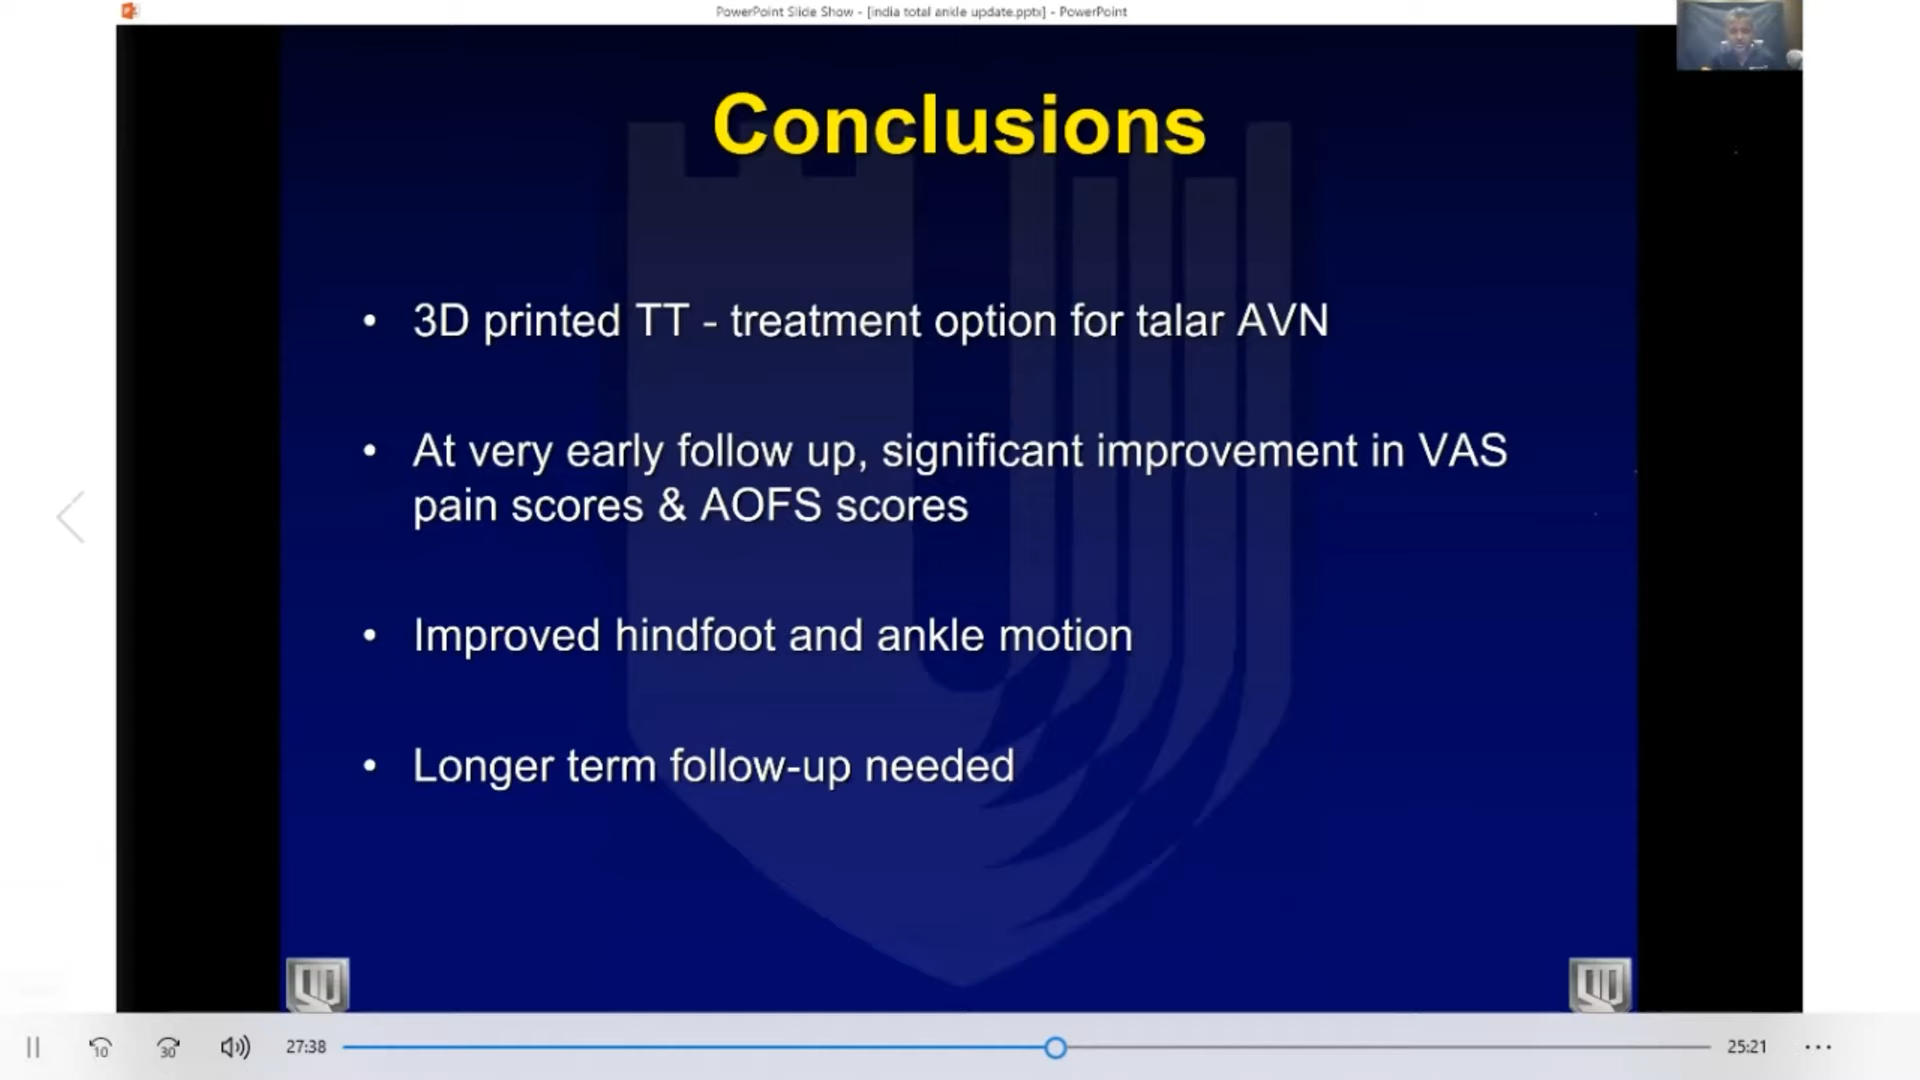 PowerPoint Slide Show - [india total ankle update.pptx] - PowerPoint
Conclusions
• 3D printed TT - treatment option for talar AVN
• At very early follow up, significant improvement in VAS
pain scores & AOFS scores
• Improved hindfoot and ankle motion
• Longer term follow-up needed
10
30
27:38
25:21